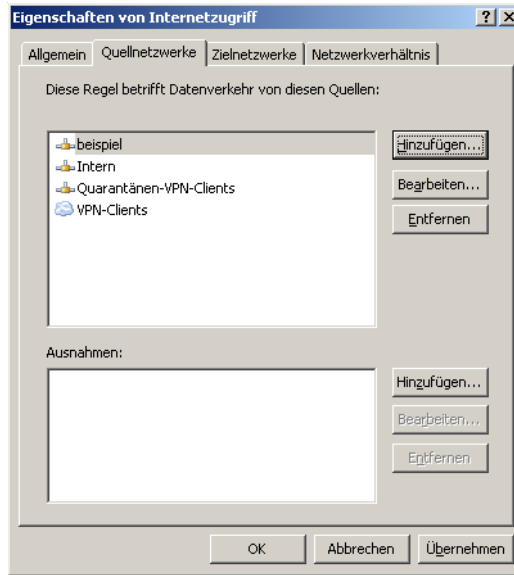 Eigenschaften von Internetzugriff
Allgemein Quellnetzwerke Zielnetzwerke Netzwerkverhältnis
Diese Regel betrifft Datenverkehr von diesen Quellen:
beispiel
Intern
Quarantänen-VPN-Clients
VPN-Clients
Hinzufügen...
Bearbeiten...
Entfernen
Ausnahmen:
Hinzufügen...
Bearbeiten...
Entfernen
OK Abbrechen Übernehmen